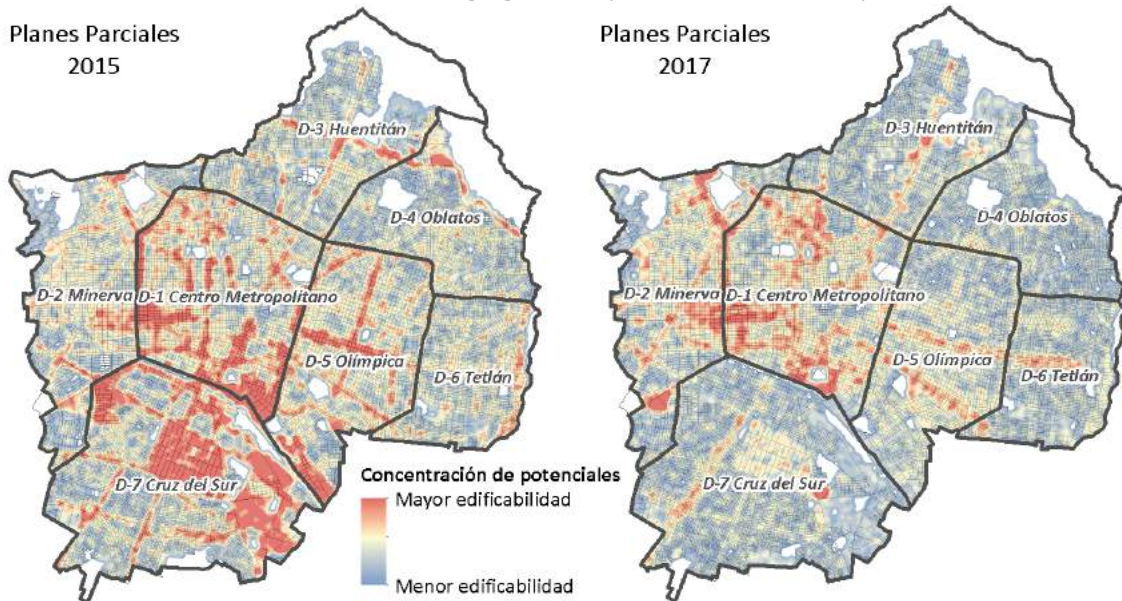 Planes Parciales
2015
D-3 Huentitán
D-4 Oblatos
D-2 Minerva
D-1 Centro Metropolitano
D-5 Olímpica
D-6 Tetlán
D-7 Cruz del Sur
Concentración de potenciales
Mayor edificabilidad
Menor edificabilidad
Planes Parciales
2017
D-3 Huentitán
D-4 Oblatos
D-2 Minerva
D-1 Centro Metropolitano
D-5 Olímpica
D-6 Tetlán
D-7 Cruz del Sur